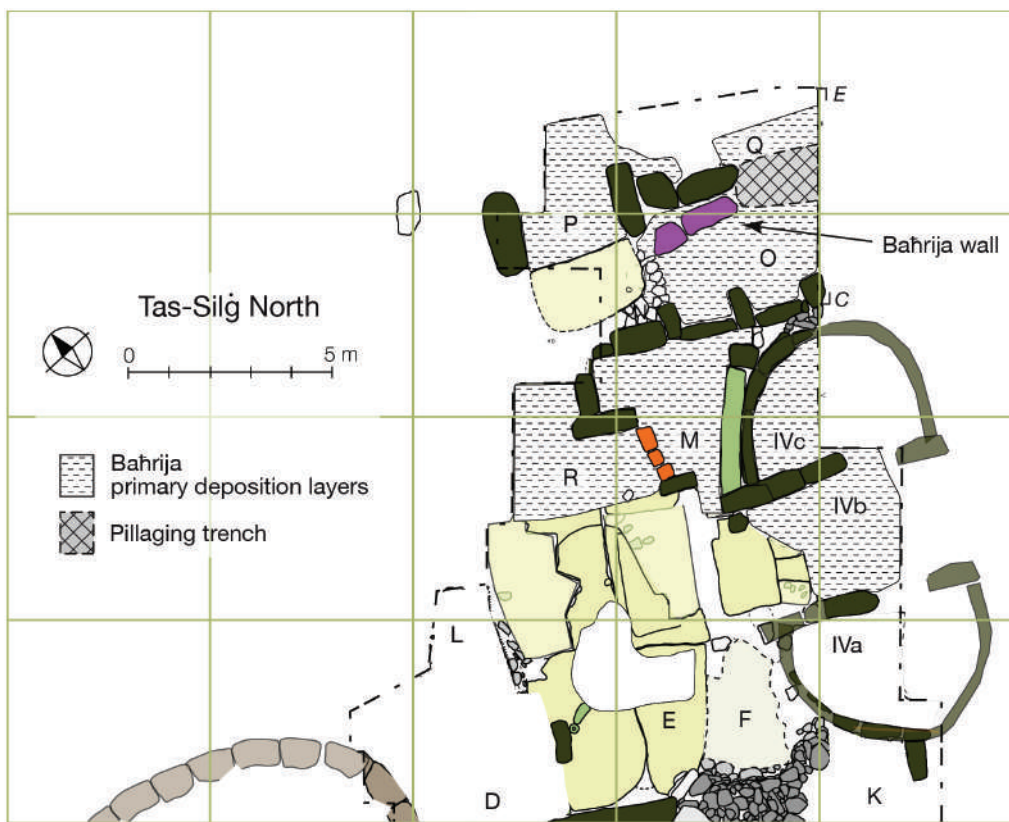 E
Q
P
Baħrija wall
O
C
Tas-Silġ North
0 5 m
M
IVc
R
IVb
Baħrija
primary deposition layers
Pillaging trench
L
IVa
E
F
D
K